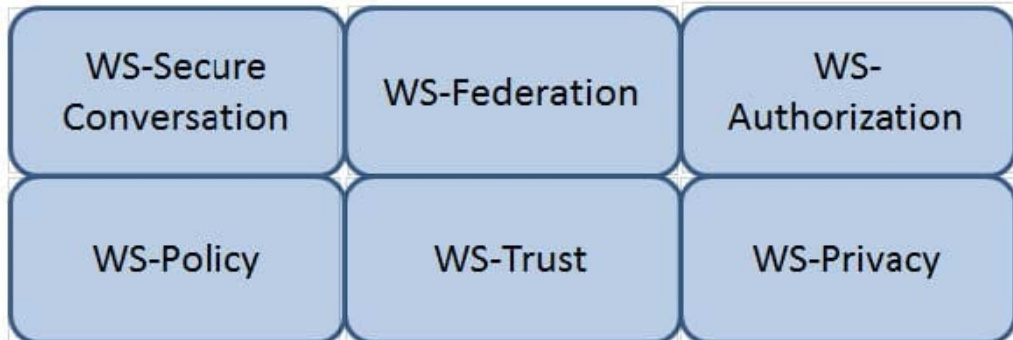 WS-Secure
Conversation
WS-Federation
WS-
Authorization
WS-Policy
WS-Trust
WS-Privacy